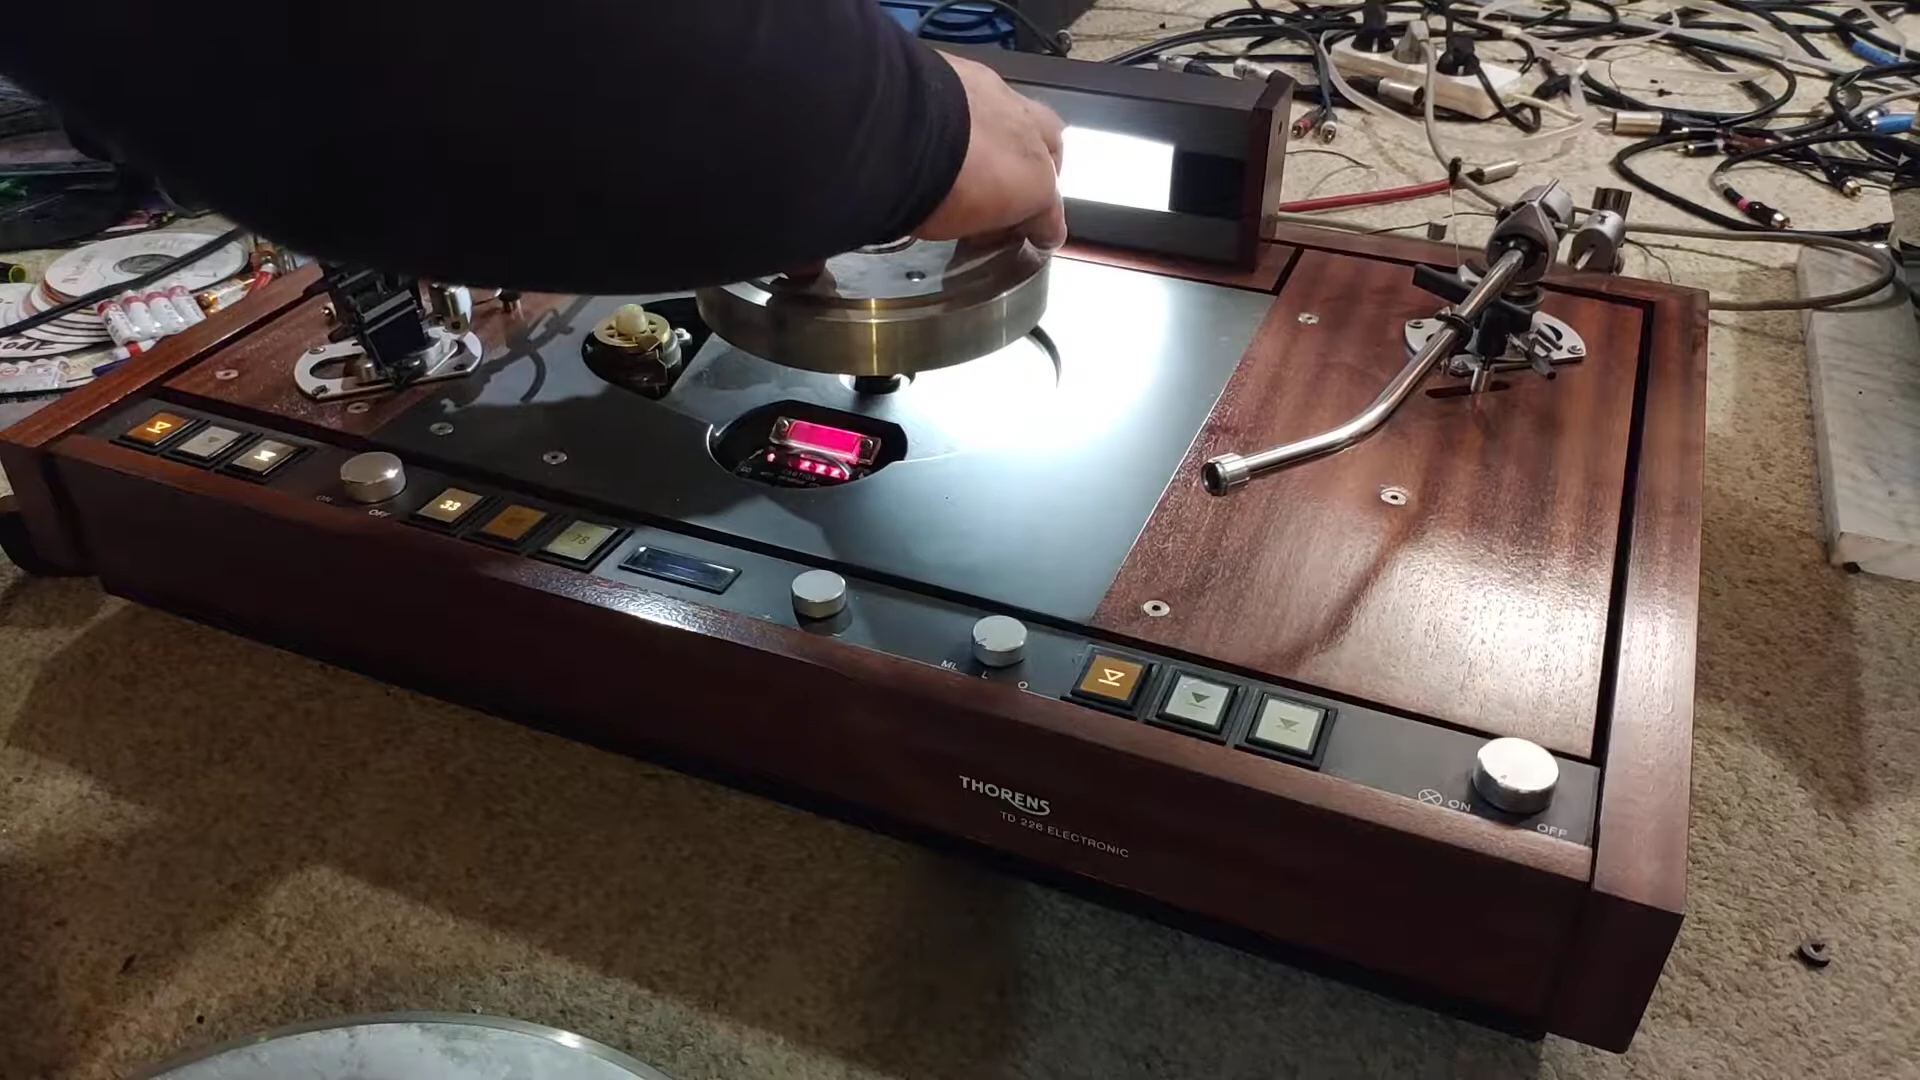 ON
OFF
33
78
ML
L
O
THORENS
TD 226 ELECTRONIC
ON
OFF